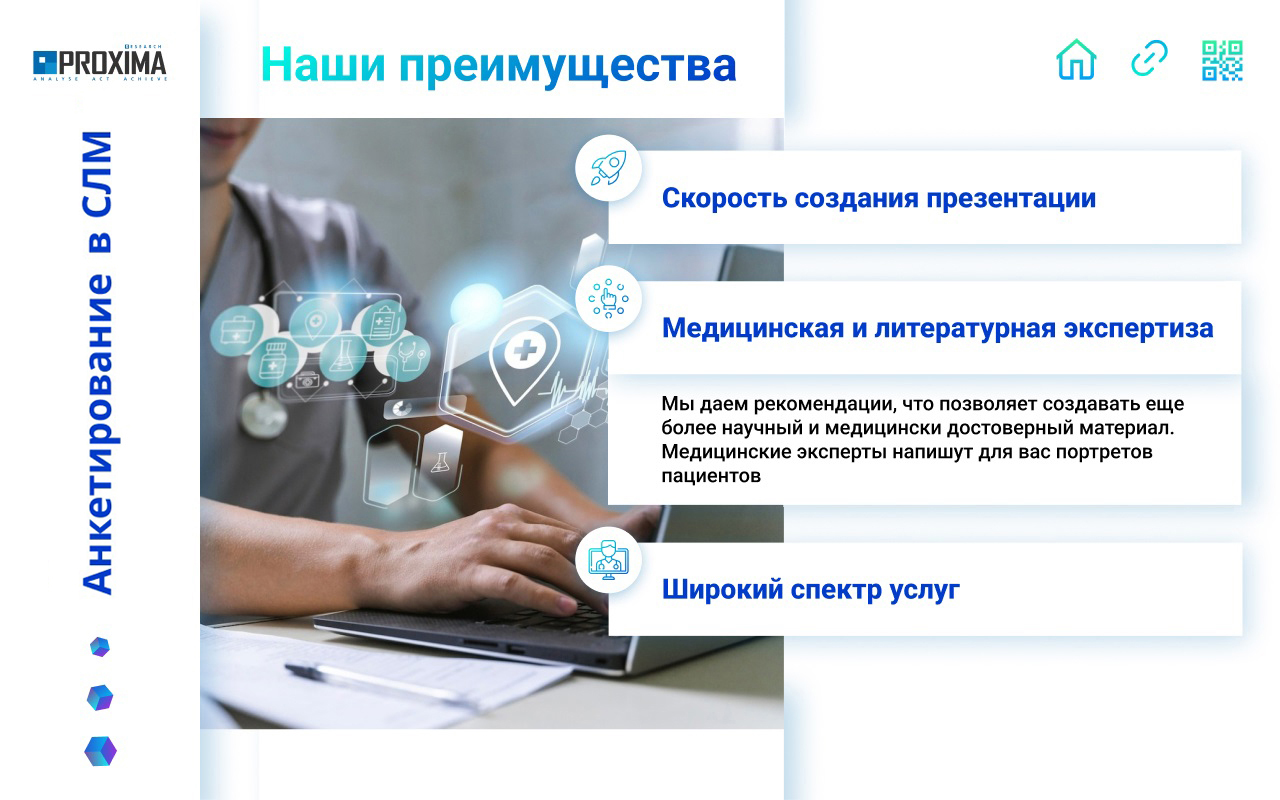 RESEARCH
PROXIMA
ANALYSE ACT ACHIEVE
Анкетирование в СЛМ
Наши преимущества
Скорость создания презентации
Медицинская и литературная экспертиза
Мы даем рекомендации, что позволяет создавать еще
более научный и медицински достоверный материал.
Медицинские эксперты напишут для вас портретов
пациентов
Широкий спектр услуг